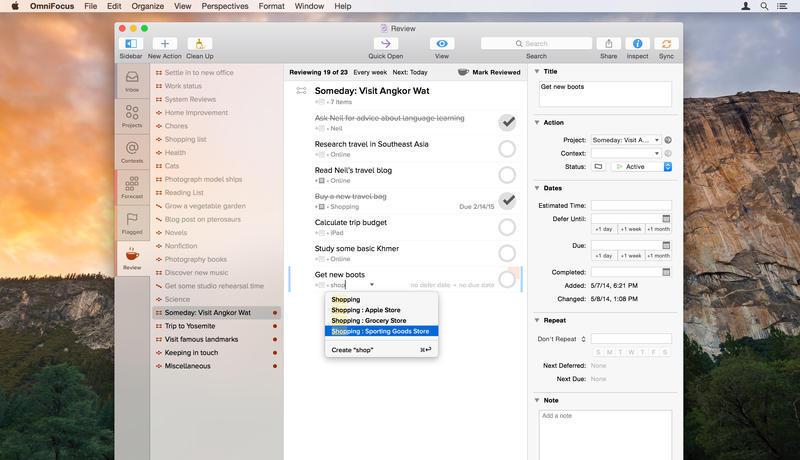 OmniFocus File Edit Organize View Perspectives Format Window Help
Review
Sidebar New Action Clean Up Quick Open View Search Search Share Inspect Sync
Inbox
Projects
Contexts
Forecast
Flagged
Review
Settle in to new office
Work status
System Reviews
Home Improvement
Chores
Shopping list
Health
Cats
Photograph model ships
Reading List
Grow a vegetable garden
Blog post on pterosaurs
Novels
Nonfiction
Photography books
Discover new music
Get some studio rehearsal time
Science
Someday: Visit Angkor Wat
Trip to Yosemite
Visit famous landmarks
Keeping in touch
Miscellaneous
Reviewing 19 of 23 Every week Next: Today Mark Reviewed
Someday: Visit Angkor Wat
7 items
Ask Neil for advice about language learning
Neil
Research travel in Southeast Asia
Online
Read Neil's travel blog
Online
Buy a new travel bag
Shopping Due 2/14/15
Calculate trip budget
iPad
Study some basic Khmer
Online
Get new boots
shop no defer date no due date
Shopping
Shopping : Apple Store
Shopping : Grocery Store
Shopping : Sporting Goods Store
Create "shop" ⌘↩
Title
Get new boots
Action
Project: Someday: Visit A...
Context:
Status: Active
Dates
Estimated Time:
Defer Until:
+1 day +1 week +1 month
Due:
+1 day +1 week +1 month
Completed:
Added: 5/7/14, 6:21 PM
Changed: 5/8/14, 1:08 PM
Repeat
Don't Repeat
S M T W T F S
Next Deferred: None
Next Due: None
Note
Add a note